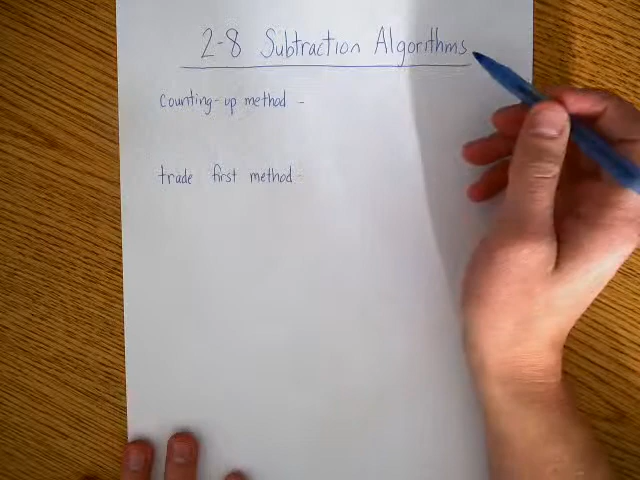 2-8 Subtraction Algorithms
counting-up method -
trade first method -